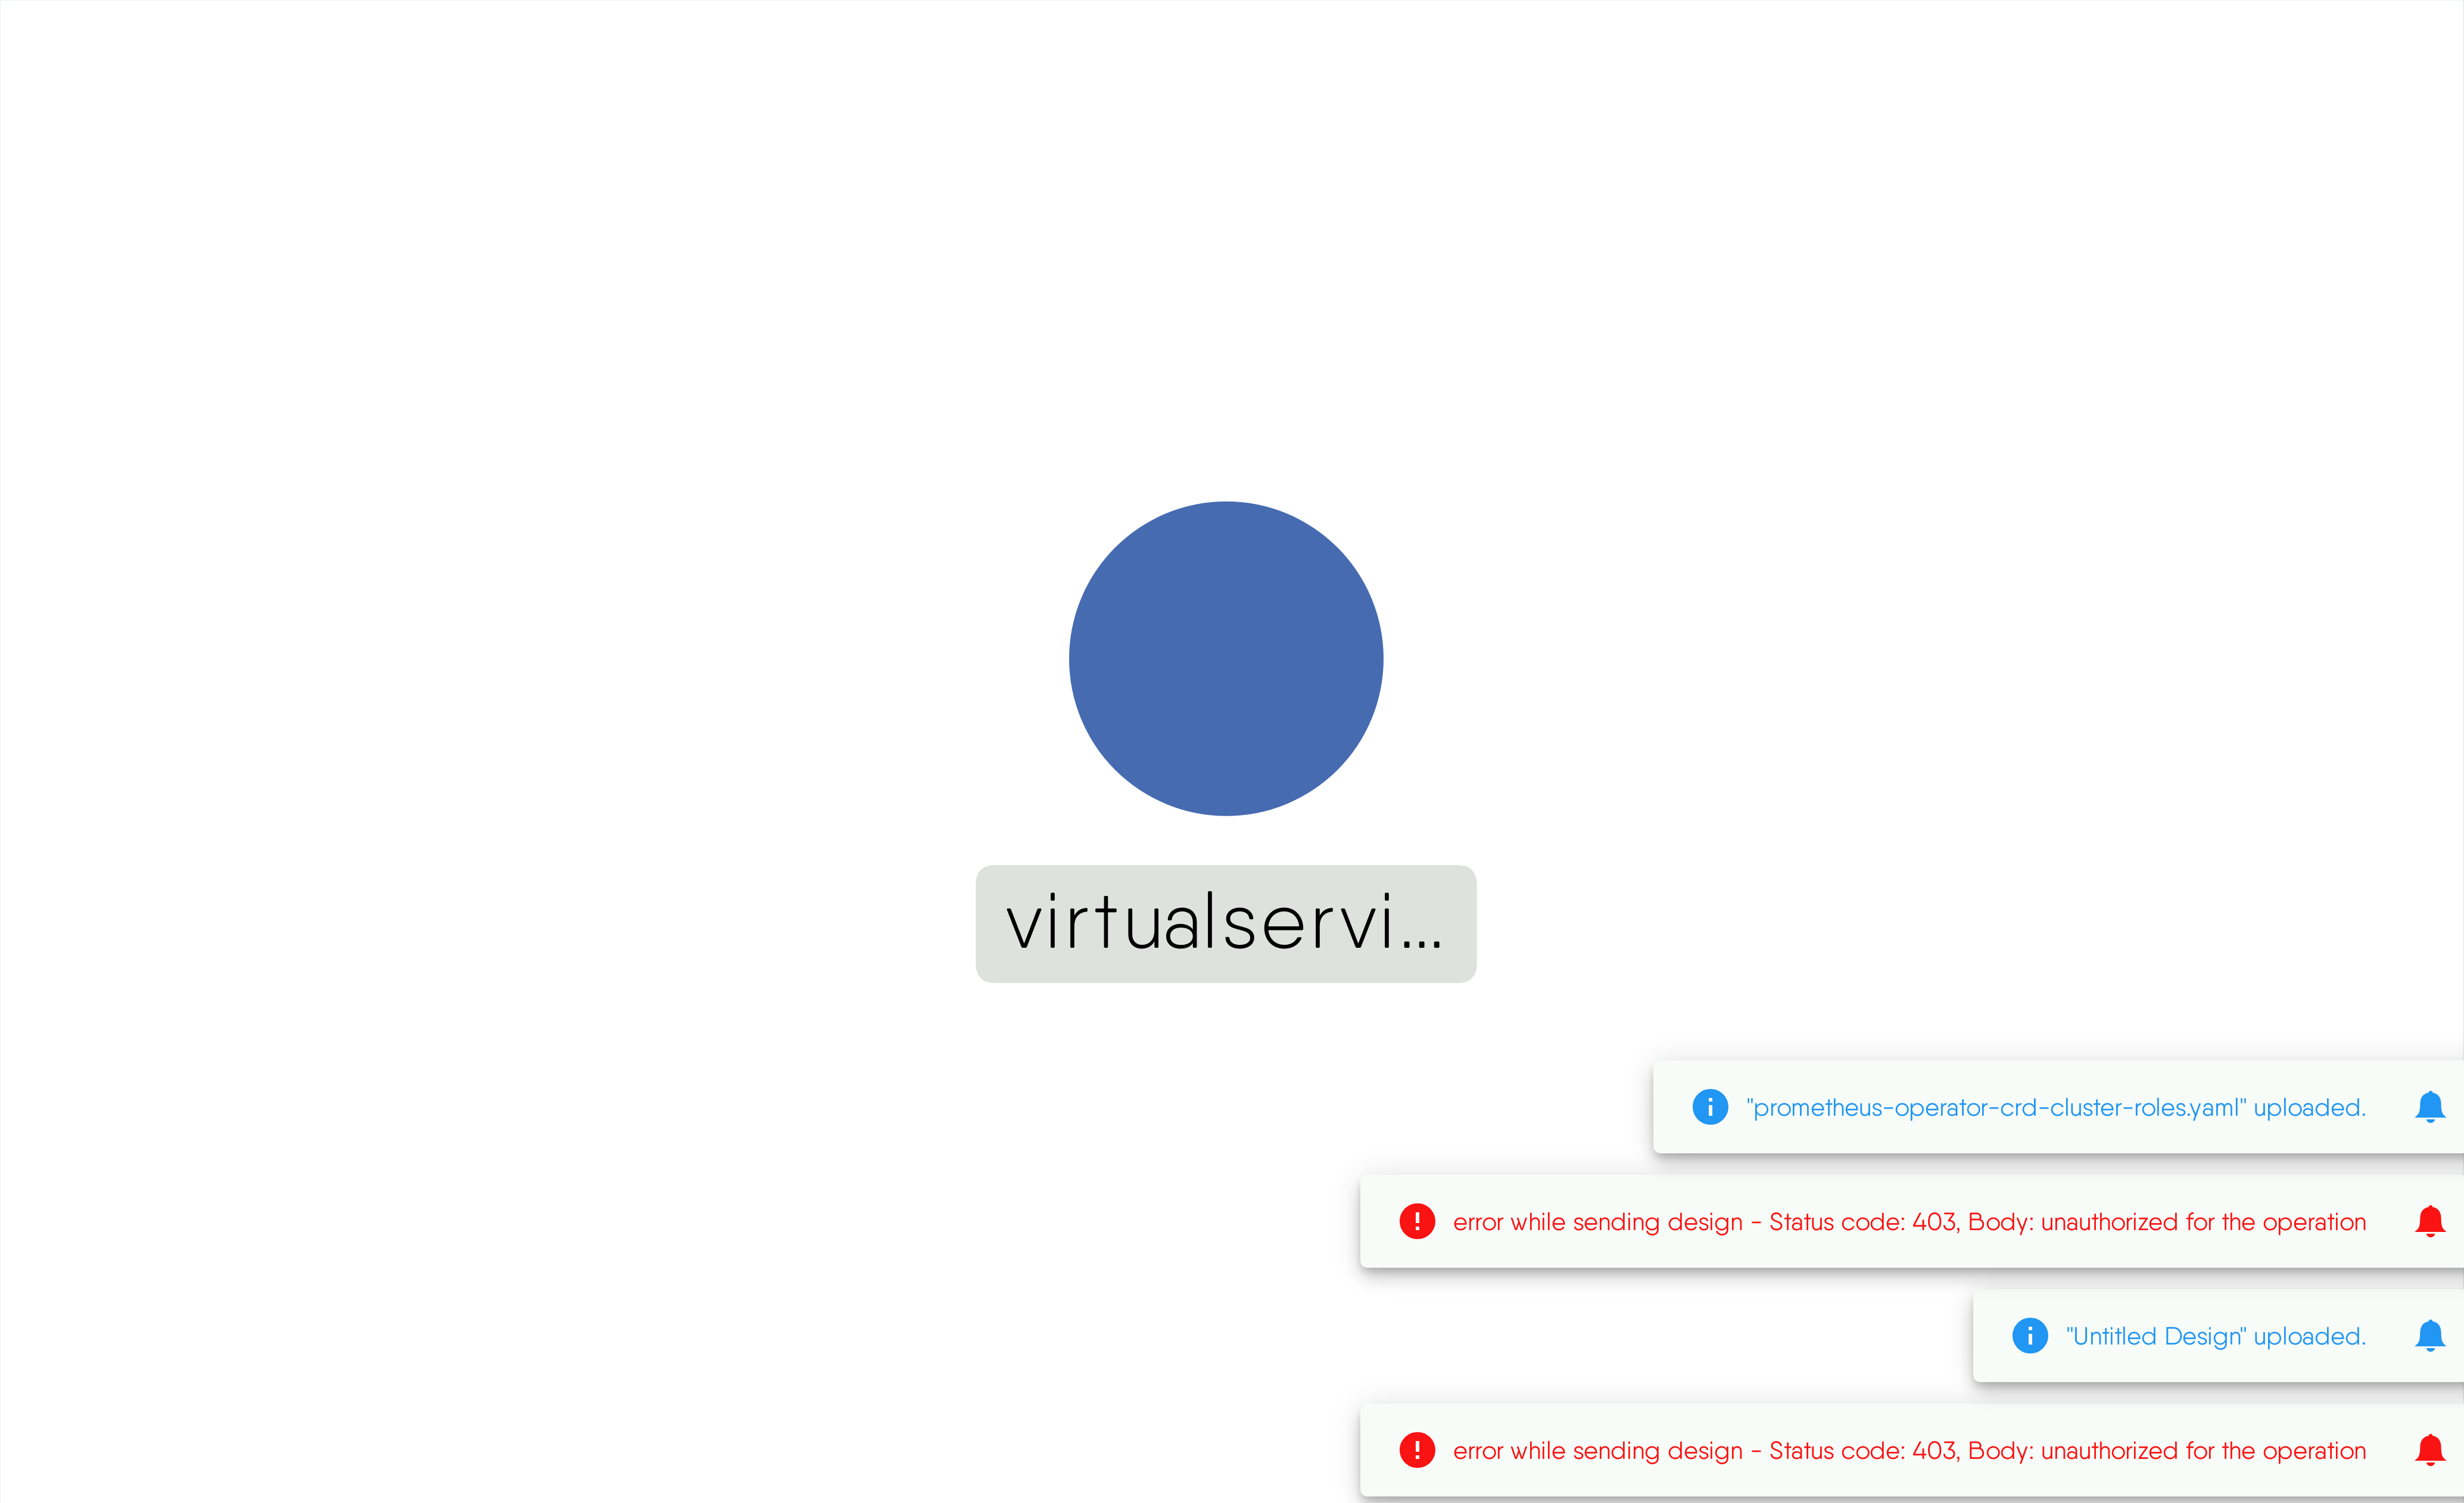 virtualservi...
"prometheus-operator-crd-cluster-roles.yaml" uploaded.
error while sending design - Status code: 403, Body: unauthorized for the operation
"Untitled Design" uploaded.
error while sending design - Status code: 403, Body: unauthorized for the operation